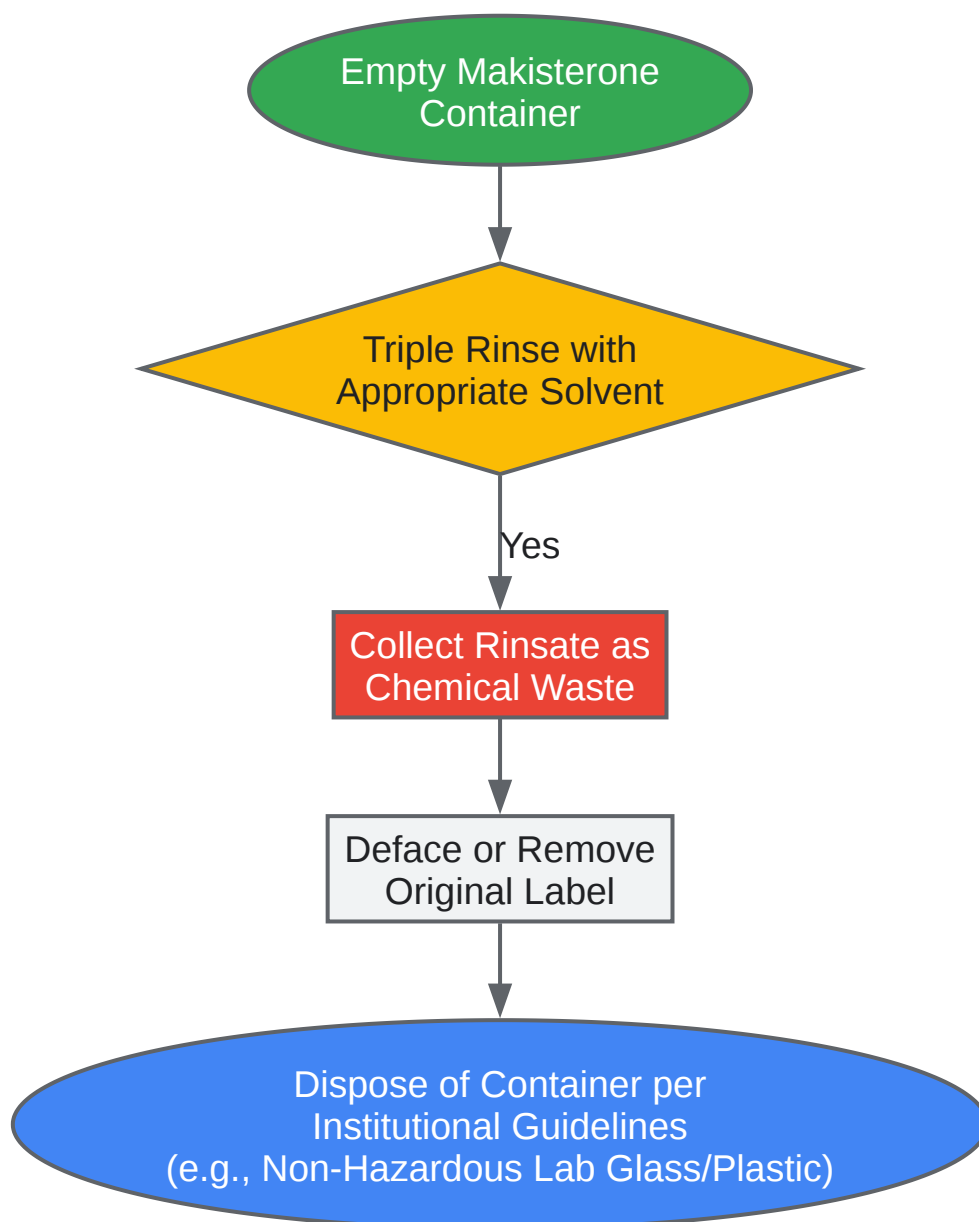 Empty Makisterone
Container
Triple Rinse with
Appropriate Solvent
Yes
Collect Rinsate as
Chemical Waste
Deface or Remove
Original Label
Dispose of Container per
Institutional Guidelines
(e.g., Non-Hazardous Lab Glass/Plastic)